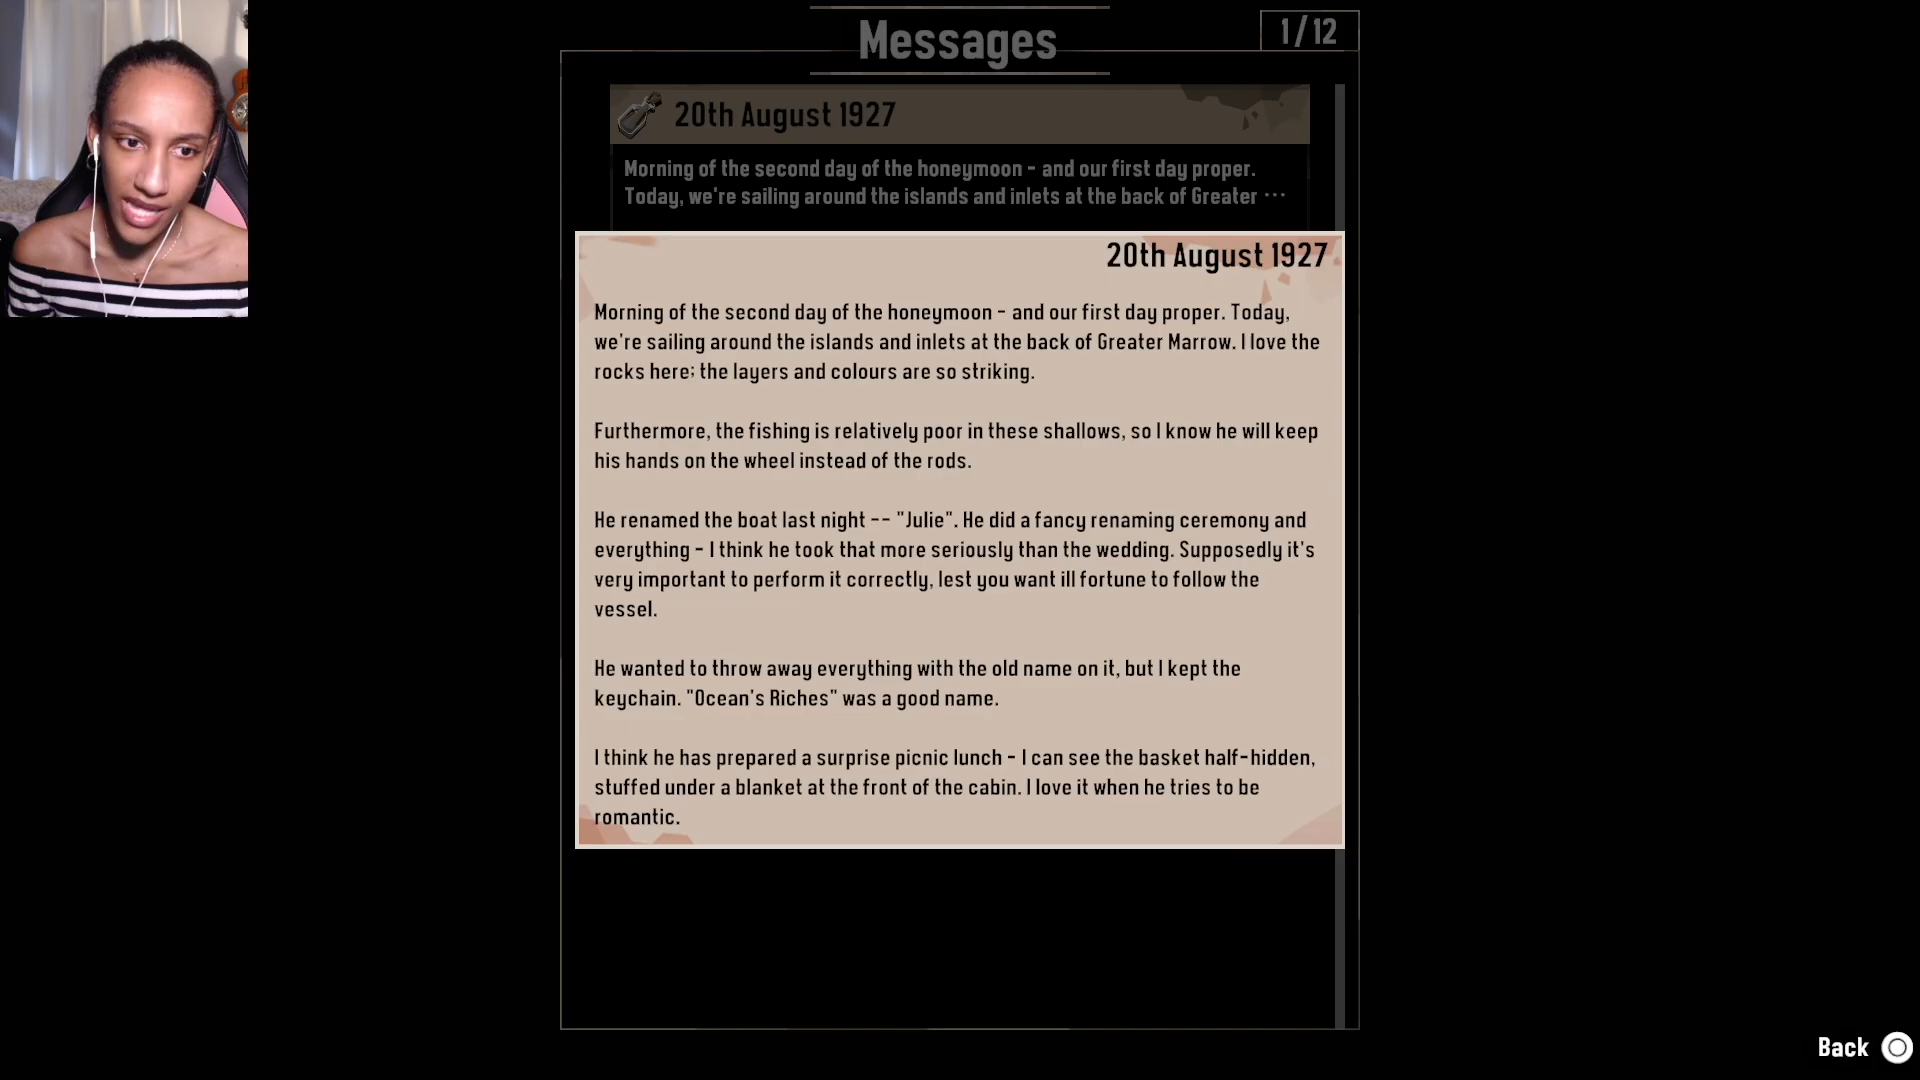 Messages
1/12
20th August 1927
Morning of the second day of the honeymoon - and our first day proper.
Today, we're sailing around the islands and inlets at the back of Greater ···
20th August 1927
Morning of the second day of the honeymoon - and our first day proper. Today,
we're sailing around the islands and inlets at the back of Greater Marrow. I love the
rocks here; the layers and colours are so striking.
Furthermore, the fishing is relatively poor in these shallows, so I know he will keep
his hands on the wheel instead of the rods.
He renamed the boat last night -- "Julie". He did a fancy renaming ceremony and
everything - I think he took that more seriously than the wedding. Supposedly it's
very important to perform it correctly, lest you want ill fortune to follow the
vessel.
He wanted to throw away everything with the old name on it, but I kept the
keychain. "Ocean's Riches" was a good name.
I think he has prepared a surprise picnic lunch - I can see the basket half-hidden,
stuffed under a blanket at the front of the cabin. I love it when he tries to be
romantic.
Back